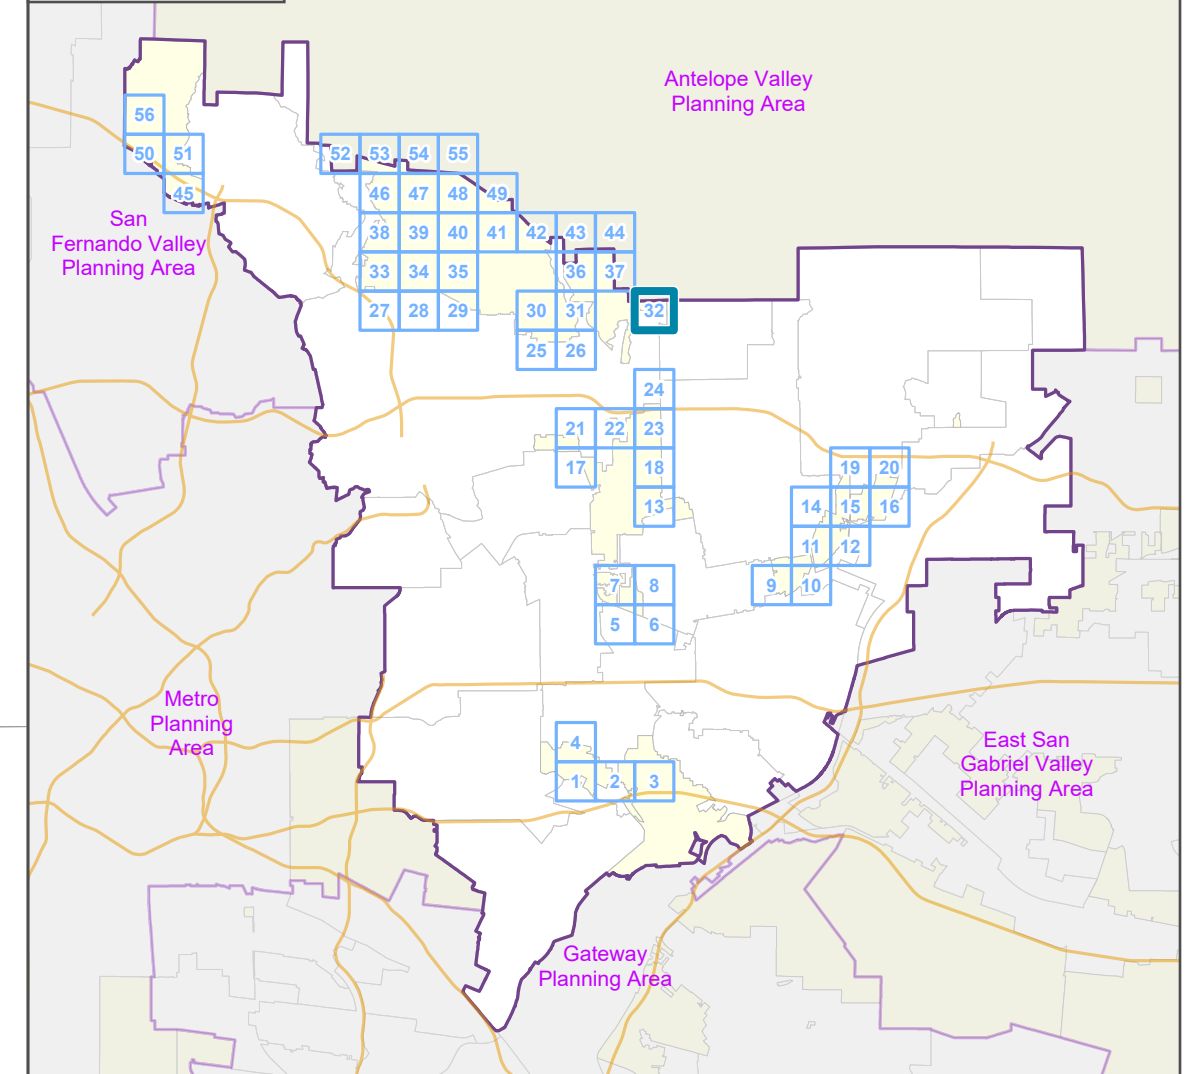 Antelope Valley
Planning Area
56
50 51
52 53 54 55
45
46 47 48 49
San
Fernando Valley
Planning Area
38 39 40 41 42 43 44
33 34 35 36 37
27 28 29 30 31 32
25 26
24
21 22 23
17 18
19 20
13
14 15 16
11 12
7 8
9 10
5 6
Metro
Planning
Area
4
1 2 3
East San
Gabriel Valley
Planning Area
Gateway
Planning Area